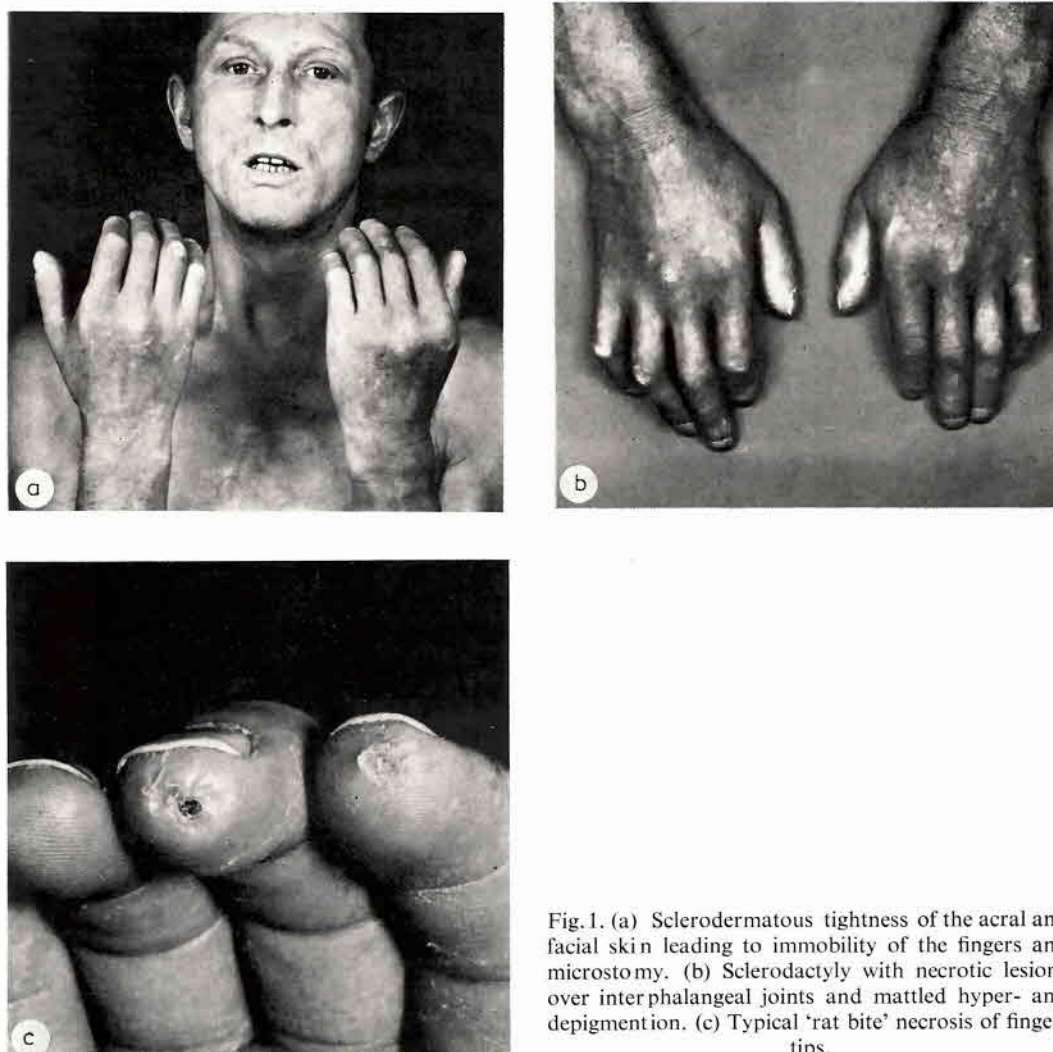 a
b
c
Fig.1. (a) Sclerodermatous tightness of the acral an
facial skin leading to immobility of the fingers an
microstomy. (b) Sclerodactyly with necrotic lesion
over interphalangeal joints and mattled hyper- an
depigmention. (c) Typical ‘rat bite’ necrosis of finge
tips.